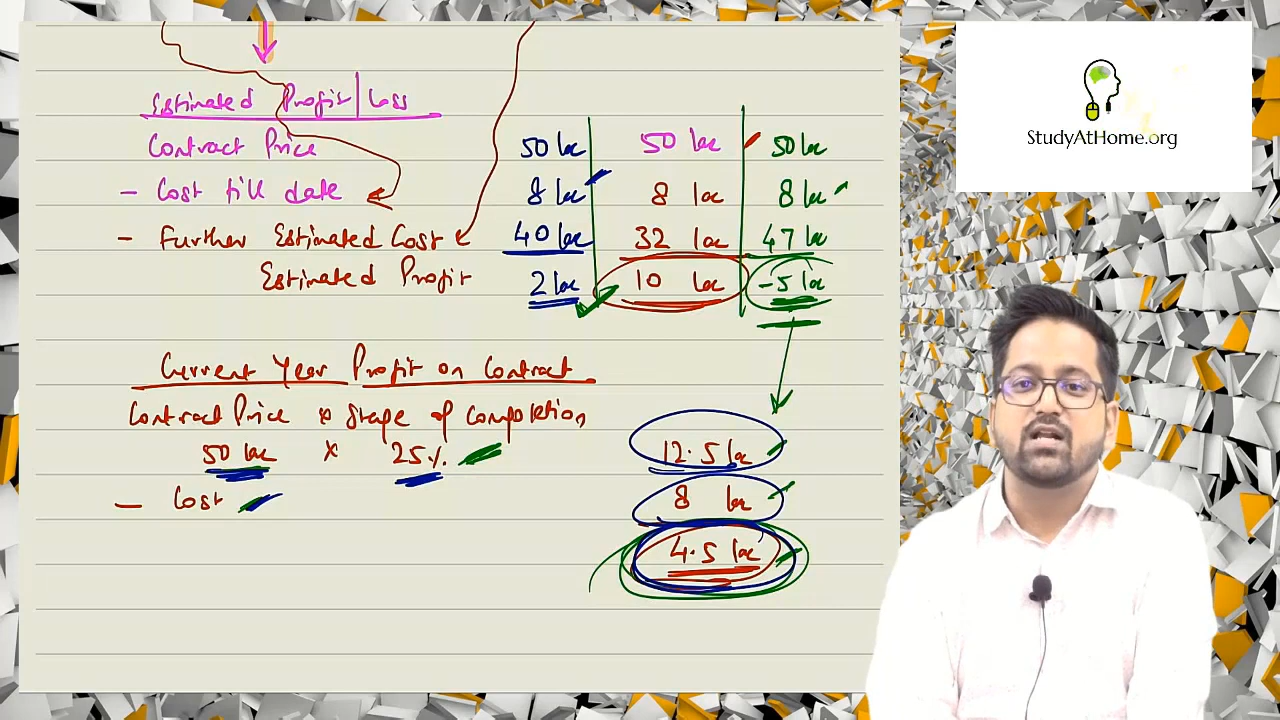 StudyAtHome.org
Estimated Profit | Loss
Contract Price 50 lac 50 lac 50 lac
- Cost till date 8 lac 8 lac 8 lac
- Further Estimated Cost 40 lac 32 lac 47 lac
Estimated Profit 2 lac 10 lac -5 lac
Current Year Profit on Contract
Contract Price × Stage of Completion
50 lac × 25%. 12.5 lac
- Cost 8 lac
4.5 lac